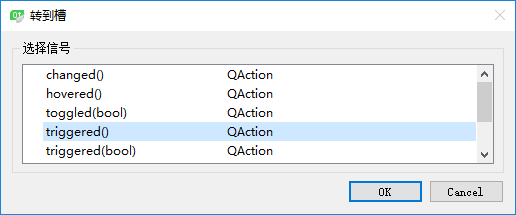 转到槽
选择信号
changed() QAction
hovered() QAction
toggled(bool) QAction
triggered() QAction
triggered(bool) QAction
OK Cancel